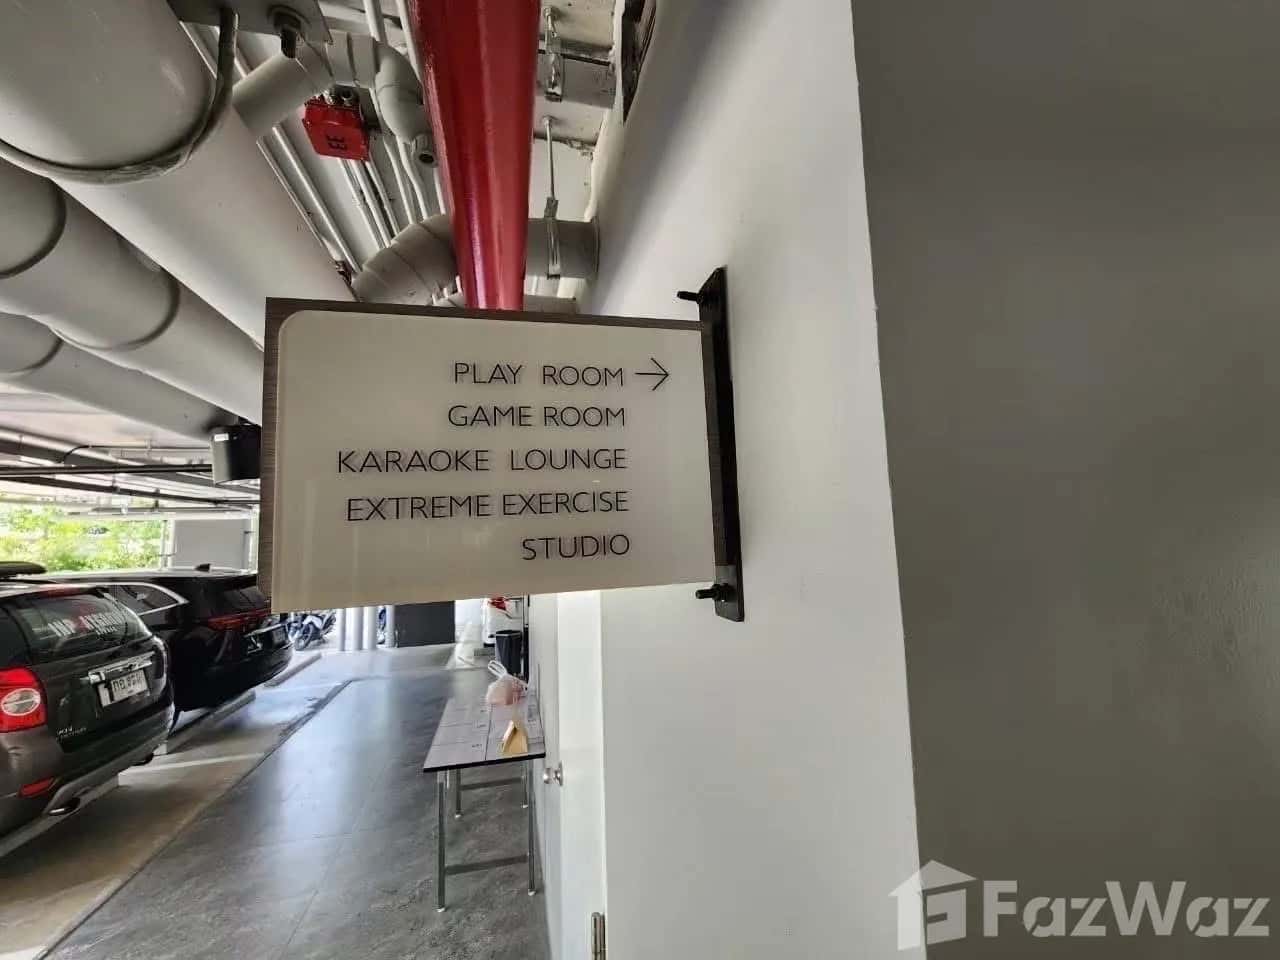 PLAY ROOM →
GAME ROOM
KARAOKE LOUNGE
EXTREME EXERCISE
STUDIO
FazWaz